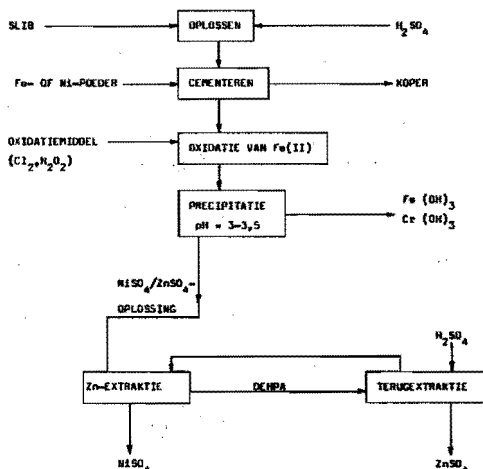 SLIB
OPLOSSEN
H2SO4
Fe- OF Ni-POEDER
CEMENTEREN
KOPER
OXIDATIEMIDDEL
(Cl2,H2O2)
OXIDATIE VAN Fe(II)
PRECIPITATIE
pH = 3-3,5
Fe (OH)3
Cr (OH)3
NiSO4/ZnSO4-
OPLOSSING
H2SO4
Zn-EXTRAKTIE
DEHPA
TERUGEXTRAKTIE
NiSO4
ZnSO4